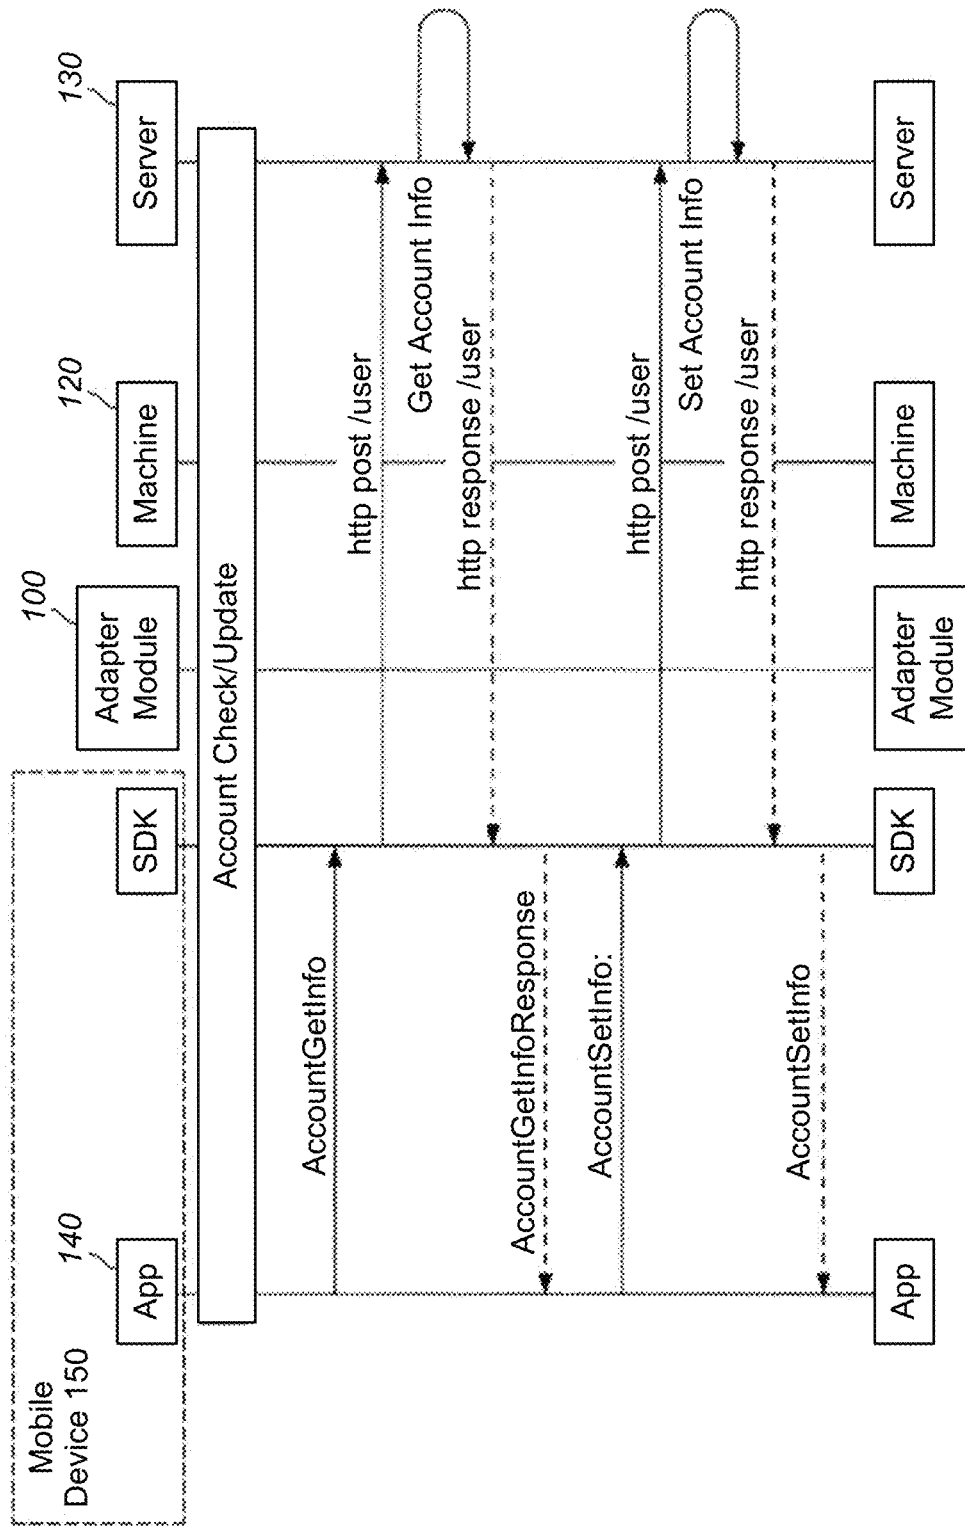 Mobile
Device 150
140
100
120
130
App
SDK
Adapter
Module
Machine
Server
Account Check/Update
AccountGetInfo
http post /user
Get Account Info
http response /user
AccountGetInfoResponse
AccountSetInfo:
http post /user
Set Account Info
http response /user
AccountSetInfo
App
SDK
Adapter
Module
Machine
Server